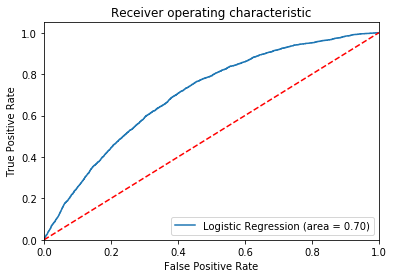 Receiver operating characteristic
1.0
0.8
0.6
0.4
0.2
0.0
True Positive Rate
Logistic Regression (area = 0.70)
0.0 0.2 0.4 0.6 0.8 1.0
False Positive Rate